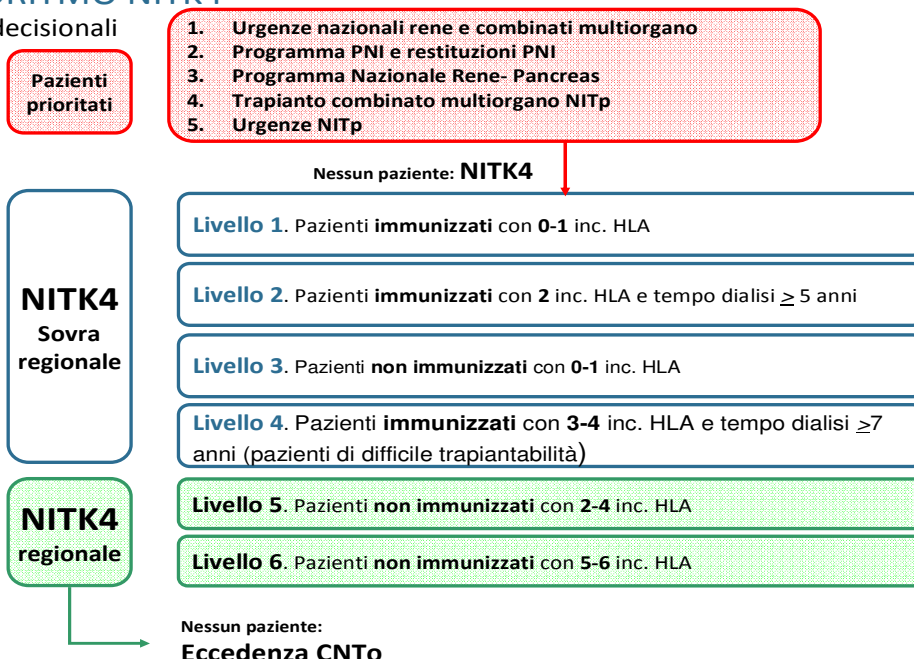 NITK4
decisionali
Pazienti
prioritati
1. Urgenze nazionali rene e combinati multiorgano
2. Programma PNI e restituzioni PNI
3. Programma Nazionale Rene- Pancreas
4. Trapianto combinato multiorgano NITp
5. Urgenze NITp
Nessun paziente: NITK4
NITK4
Sovra
regionale
Livello 1. Pazienti immunizzati con 0-1 inc. HLA
Livello 2. Pazienti immunizzati con 2 inc. HLA e tempo dialisi > 5 anni
Livello 3. Pazienti non immunizzati con 0-1 inc. HLA
Livello 4. Pazienti immunizzati con 3-4 inc. HLA e tempo dialisi >7
anni (pazienti di difficile trapiantabilità)
NITK4
regionale
Livello 5. Pazienti non immunizzati con 2-4 inc. HLA
Livello 6. Pazienti non immunizzati con 5-6 inc. HLA
Nessun paziente:
Eccedenza CNTo